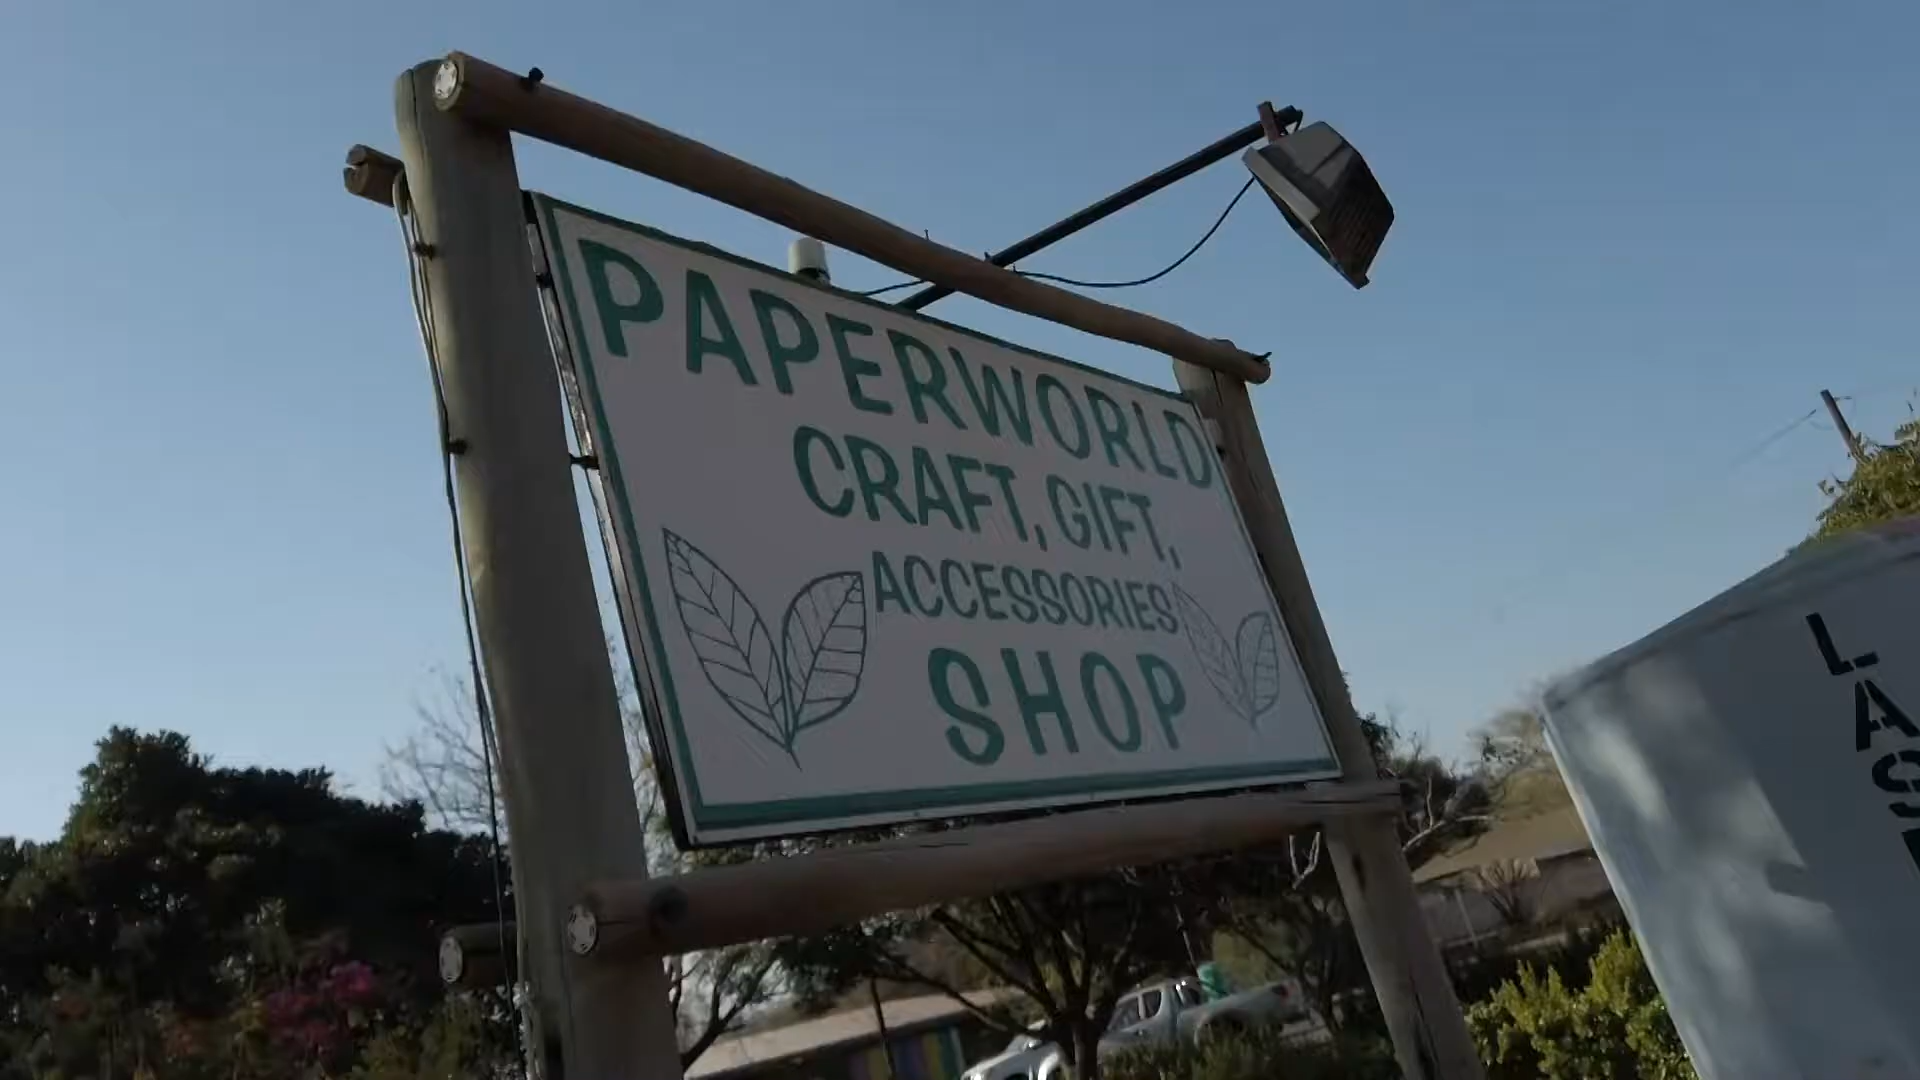 PAPERWORLD
CRAFT, GIFT,
ACCESSORIES
SHOP
L
A
S